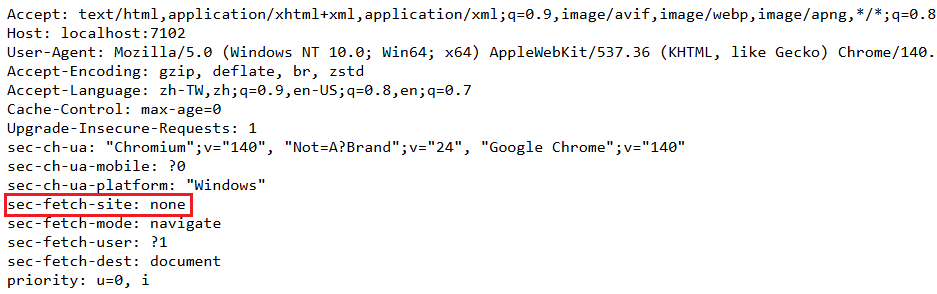 Accept: text/html,application/xhtml+xml,application/xml;q=0.9,image/avif,image/webp,image/apng,*/*;q=0.8
Host: localhost:7102
User-Agent: Mozilla/5.0 (Windows NT 10.0; Win64; x64) AppleWebKit/537.36 (KHTML, like Gecko) Chrome/140.
Accept-Encoding: gzip, deflate, br, zstd
Accept-Language: zh-TW,zh;q=0.9,en-US;q=0.8,en;q=0.7
Cache-Control: max-age=0
Upgrade-Insecure-Requests: 1
sec-ch-ua: "Chromium";v="140", "Not=A?Brand";v="24", "Google Chrome";v="140"
sec-ch-ua-mobile: ?0
sec-ch-ua-platform: "Windows"
sec-fetch-site: none
sec-fetch-mode: navigate
sec-fetch-user: ?1
sec-fetch-dest: document
priority: u=0, i